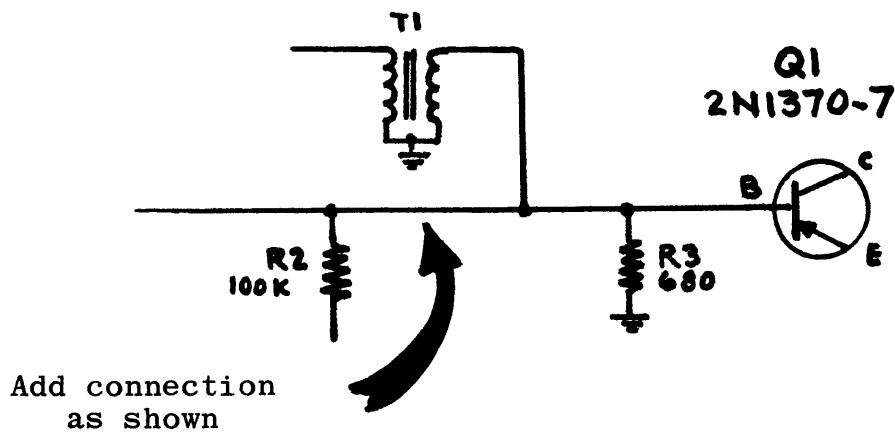 T1
Q1
2N1370-7
B
C
E
R2
100K
R3
680
Add connection
as shown